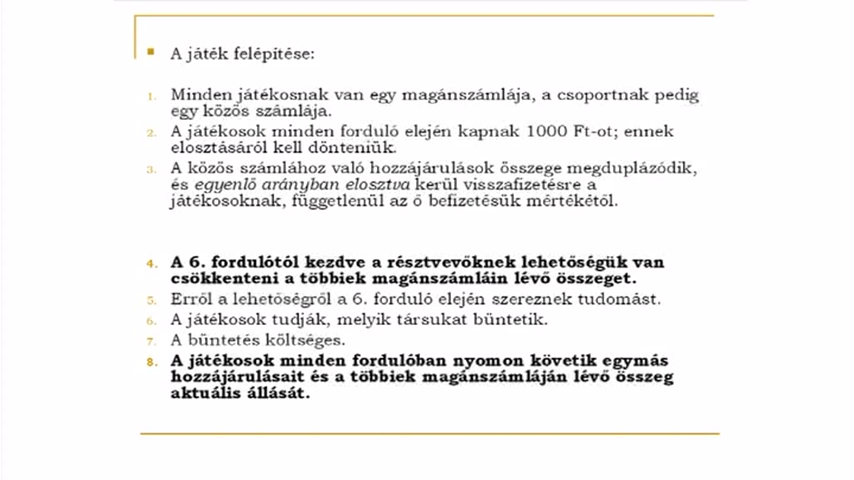 A játék felépítése:
1. Minden játékosnak van egy magánszámlája, a csoportnak pedig
egy közös számlája.
2. A játékosok minden forduló elején kapnak 1000 Ft-ot; ennek
elosztásáról kell dönteniük.
3. A közös számlához való hozzájárulások összege megduplázódik,
és egyenlő arányban elosztva kerül visszafizetésre a
játékosoknak, függetlenül az ő befizetésük mértékétől.
4. A 6. fordulótól kezdve a résztvevőknek lehetőségük van
csökkenteni a többiek magánszámláin lévő összeget.
5. Erről a lehetőségről a 6. forduló elején szereznek tudomást.
6. A játékosok tudják, melyik társukat büntetik.
7. A büntetés költséges.
8. A játékosok minden fordulóban nyomon követik egymás
hozzájárulásait és a többiek magánszámláján lévő összeg
aktuális állását.